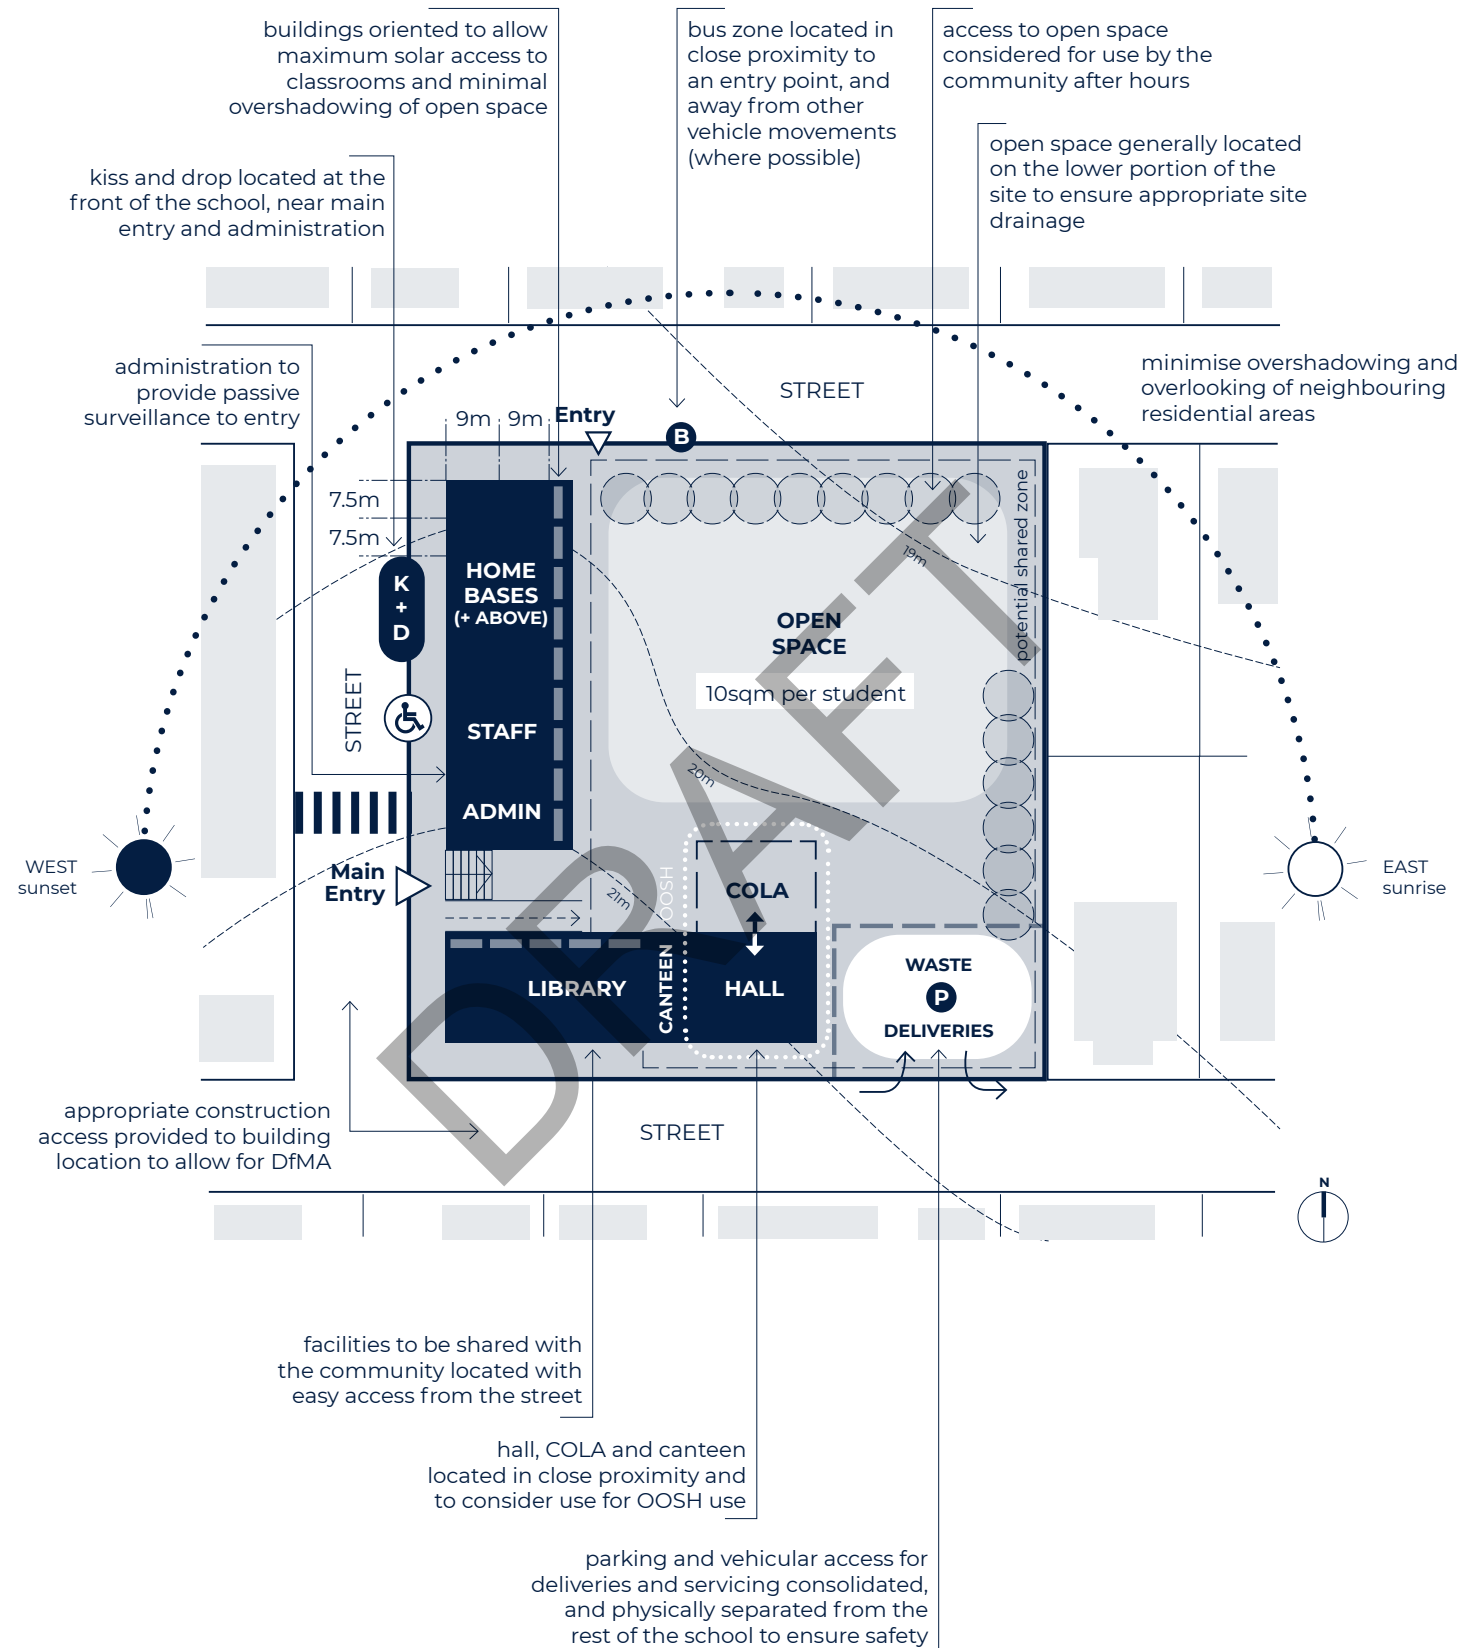 buildings oriented to allow
maximum solar access to
classrooms and minimal
overshadowing of open space
bus zone located in
close proximity to
an entry point, and
away from other
vehicle movements
(where possible)
access to open space
considered for use by the
community after hours
open space generally located
on the lower portion of the
site to ensure appropriate site
drainage
kiss and drop located at the
front of the school, near main
entry and administration
administration to
provide passive
surveillance to entry
minimise overshadowing and
overlooking of neighbouring
residential areas
STREET
9m
9m
Entry
B
7.5m
7.5m
K
+
D
HOME
BASES
(+ ABOVE)
STAFF
ADMIN
STREET
OPEN
SPACE
10sqm per student
potential shared zone
19m
20m
21m
DRAFT
WEST
sunset
EAST
sunrise
Main
Entry
OOSH
COLA
CANTEEN
LIBRARY
HALL
WASTE
P
DELIVERIES
appropriate construction
access provided to building
location to allow for DfMA
STREET
N
facilities to be shared with
the community located with
easy access from the street
hall, COLA and canteen
located in close proximity and
to consider use for OOSH use
parking and vehicular access for
deliveries and servicing consolidated,
and physically separated from the
rest of the school to ensure safety